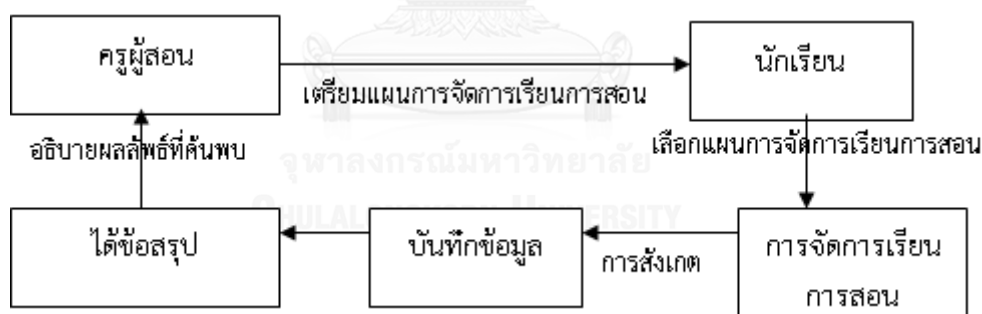 ครูผู้สอน
นักเรียน
เตรียมแผนการจัดการเรียนการสอน
อธิบายผลลัพธ์ที่ค้นพบ
เลือกแผนการจัดการเรียนการสอน
จุฬาลงกรณ์มหาวิทยาลัย
CHULALONGKORN UNIVERSITY
ได้ข้อสรุป
บันทึกข้อมูล
การสังเกต
การจัดการเรียน
การสอน